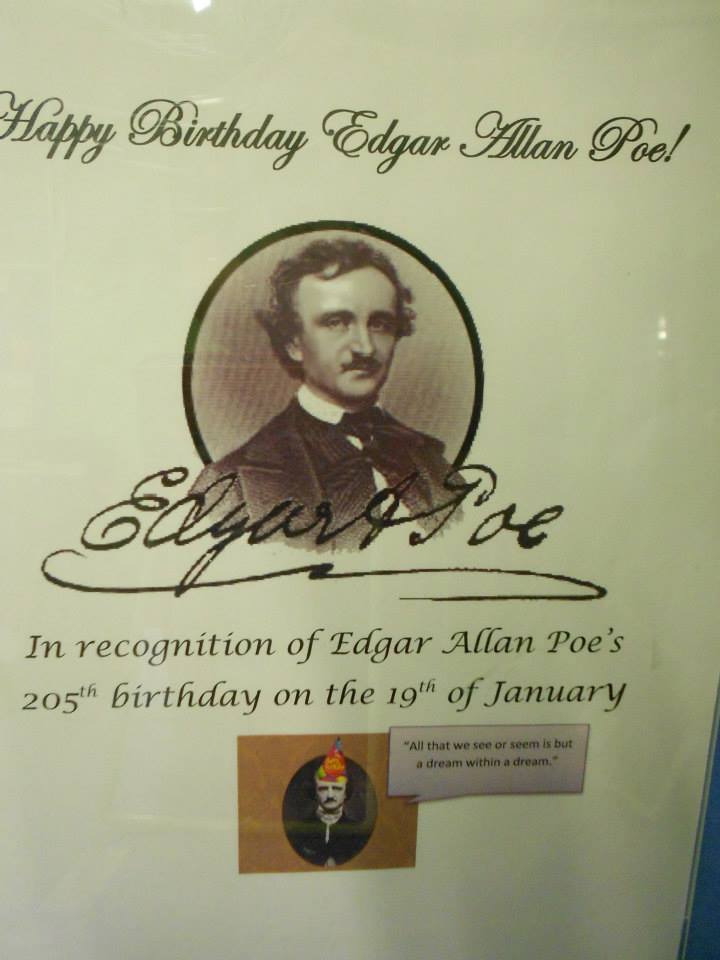 Happy Birthday Edgar Allan Poe!
Edgar A Poe
In recognition of Edgar Allan Poe's
205th birthday on the 19th of January
"All that we see or seem is but
a dream within a dream."